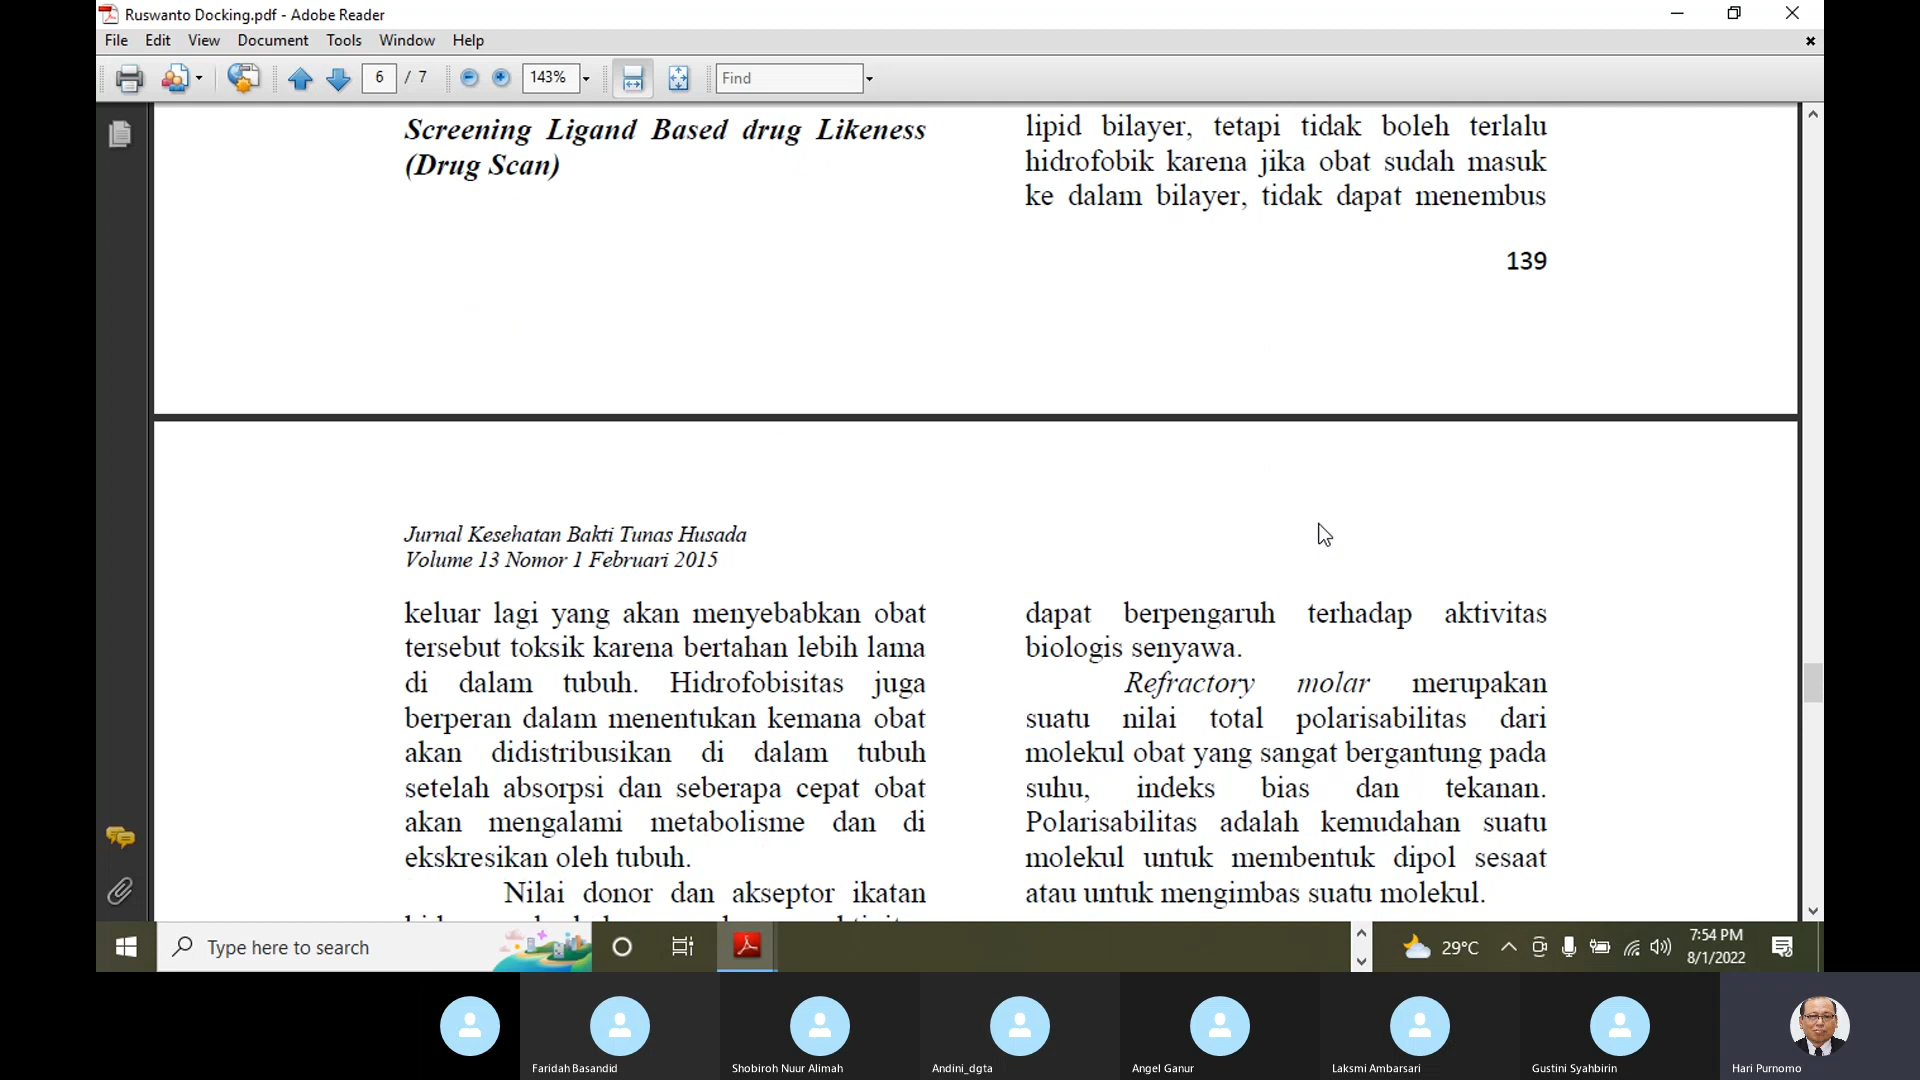 Ruswanto Docking.pdf - Adobe Reader
File Edit View Document Tools Window Help
6 / 7 143% Find
Screening Ligand Based drug Likeness
(Drug Scan)
lipid bilayer, tetapi tidak boleh terlalu
hidrofobik karena jika obat sudah masuk
ke dalam bilayer, tidak dapat menembus
139
Jurnal Kesehatan Bakti Tunas Husada
Volume 13 Nomor 1 Februari 2015
keluar lagi yang akan menyebabkan obat
tersebut toksik karena bertahan lebih lama
di dalam tubuh. Hidrofobisitas juga
berperan dalam menentukan kemana obat
akan didistribusikan di dalam tubuh
setelah absorpsi dan seberapa cepat obat
akan mengalami metabolisme dan di
ekskresikan oleh tubuh.
Nilai donor dan akseptor ikatan
dapat berpengaruh terhadap aktivitas
biologis senyawa.
Refractory molar merupakan
suatu nilai total polarisabilitas dari
molekul obat yang sangat bergantung pada
suhu, indeks bias dan tekanan.
Polarisabilitas adalah kemudahan suatu
molekul untuk membentuk dipol sesaat
atau untuk mengimbas suatu molekul.
Type here to search
29°C
7:54 PM
8/1/2022
Faridah Basandid
Shobiroh Nuur Alimah
Andini_dgta
Angel Ganur
Laksmi Ambarsari
Gustini Syahbirin
Hari Purnomo